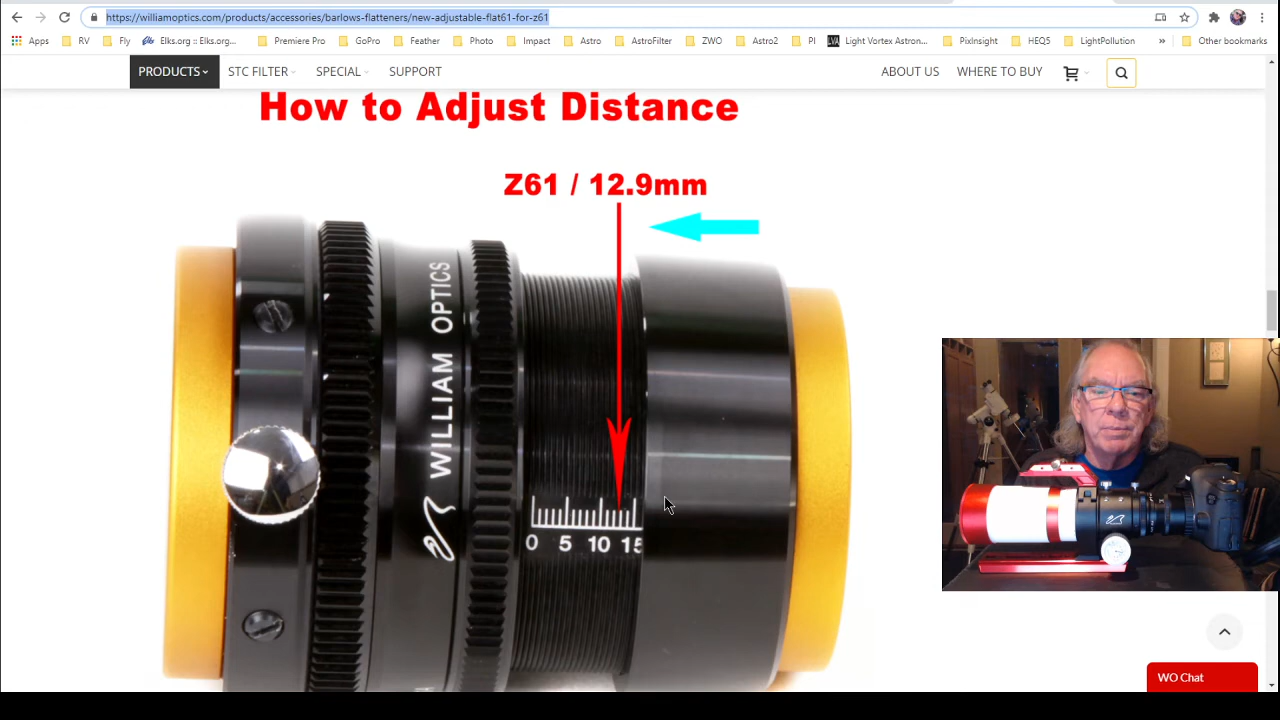 https://williamoptics.com/products/accessories/barlows-flatteners/new-adjustable-flat61-for-z61
Apps RV Fly Elks.org :: Elks.org... Premiere Pro GoPro Feather Photo Impact Astro AstroFilter ZWO Astro2 PI Light Vortex Astron... PixInsight HEQ5 LightPollution » Other bookmarks
PRODUCTS STC FILTER SPECIAL SUPPORT ABOUT US WHERE TO BUY
How to Adjust Distance
Z61 / 12.9mm
WILLIAM OPTICS
0 5 10 15
WO Chat